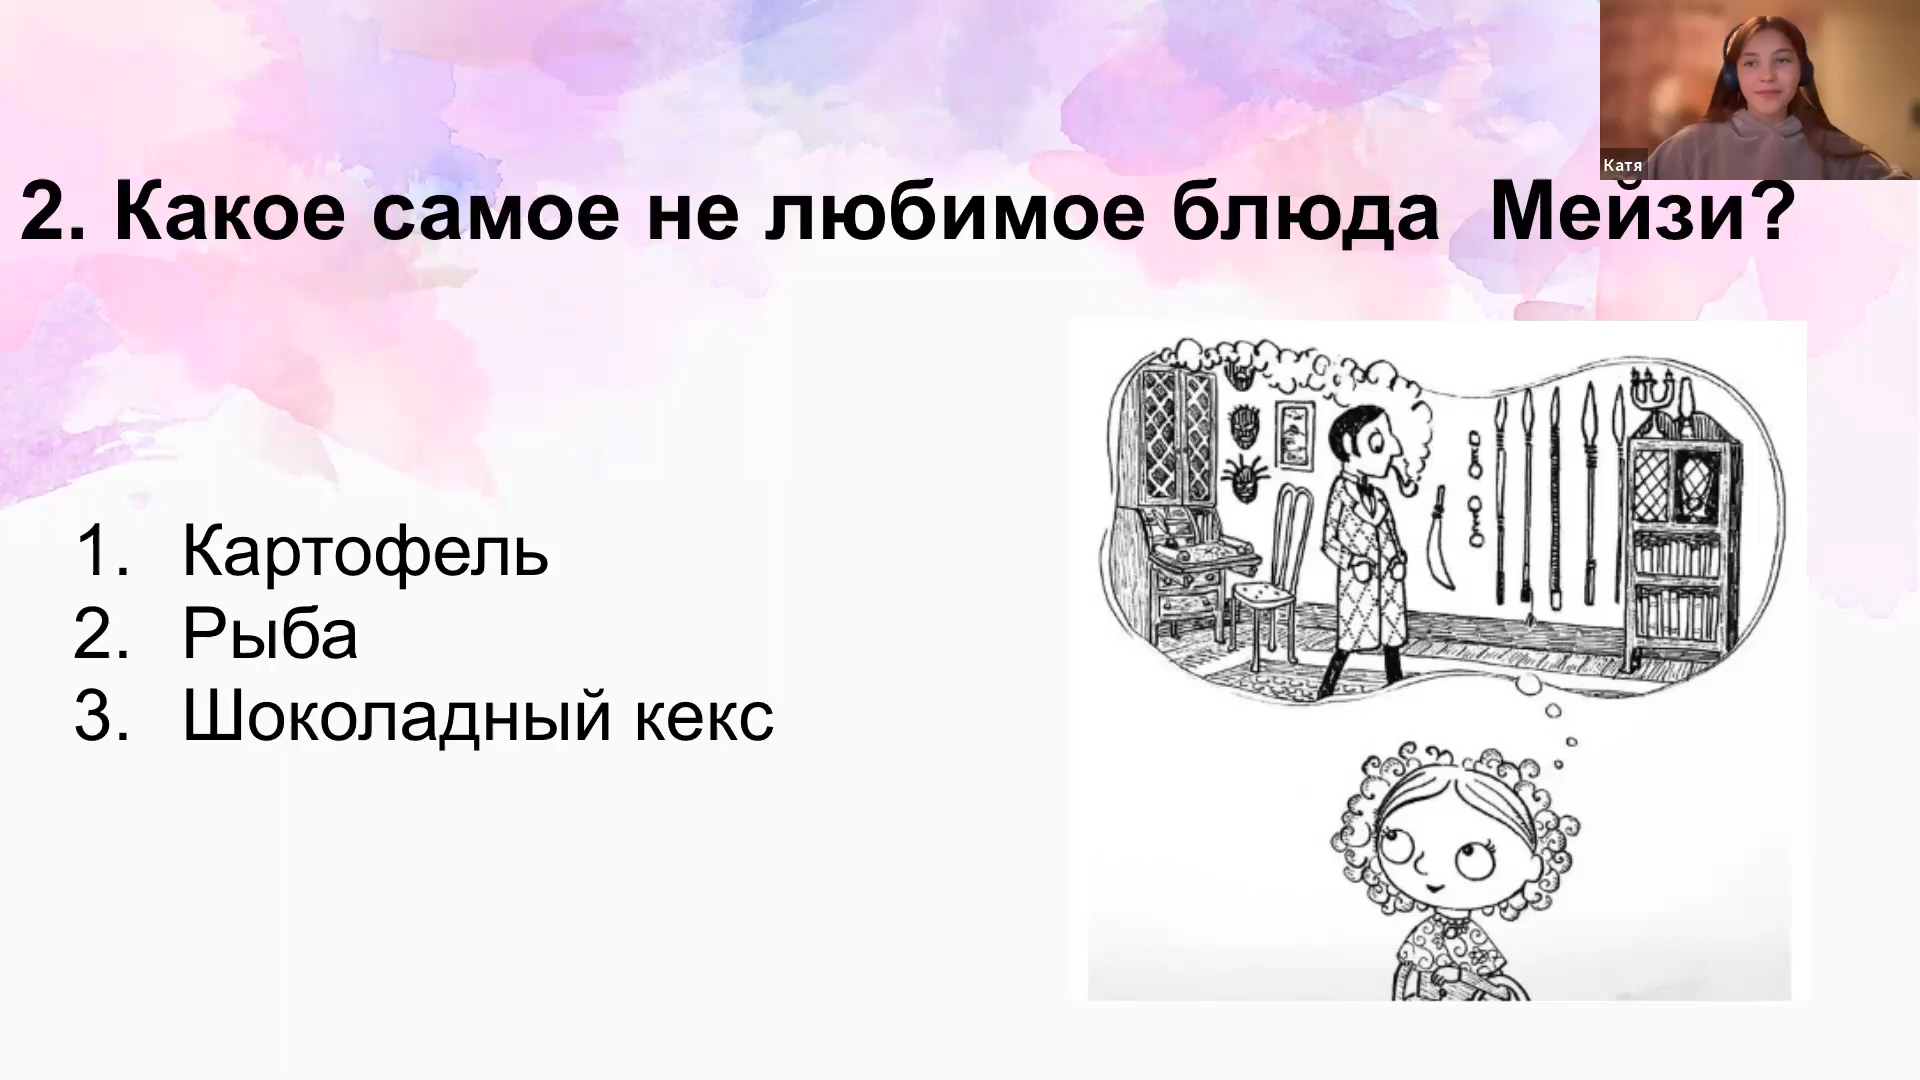 Катя
2. Какое самое не любимое блюда  Мейзи?
1. Картофель
2. Рыба
3. Шоколадный кекс